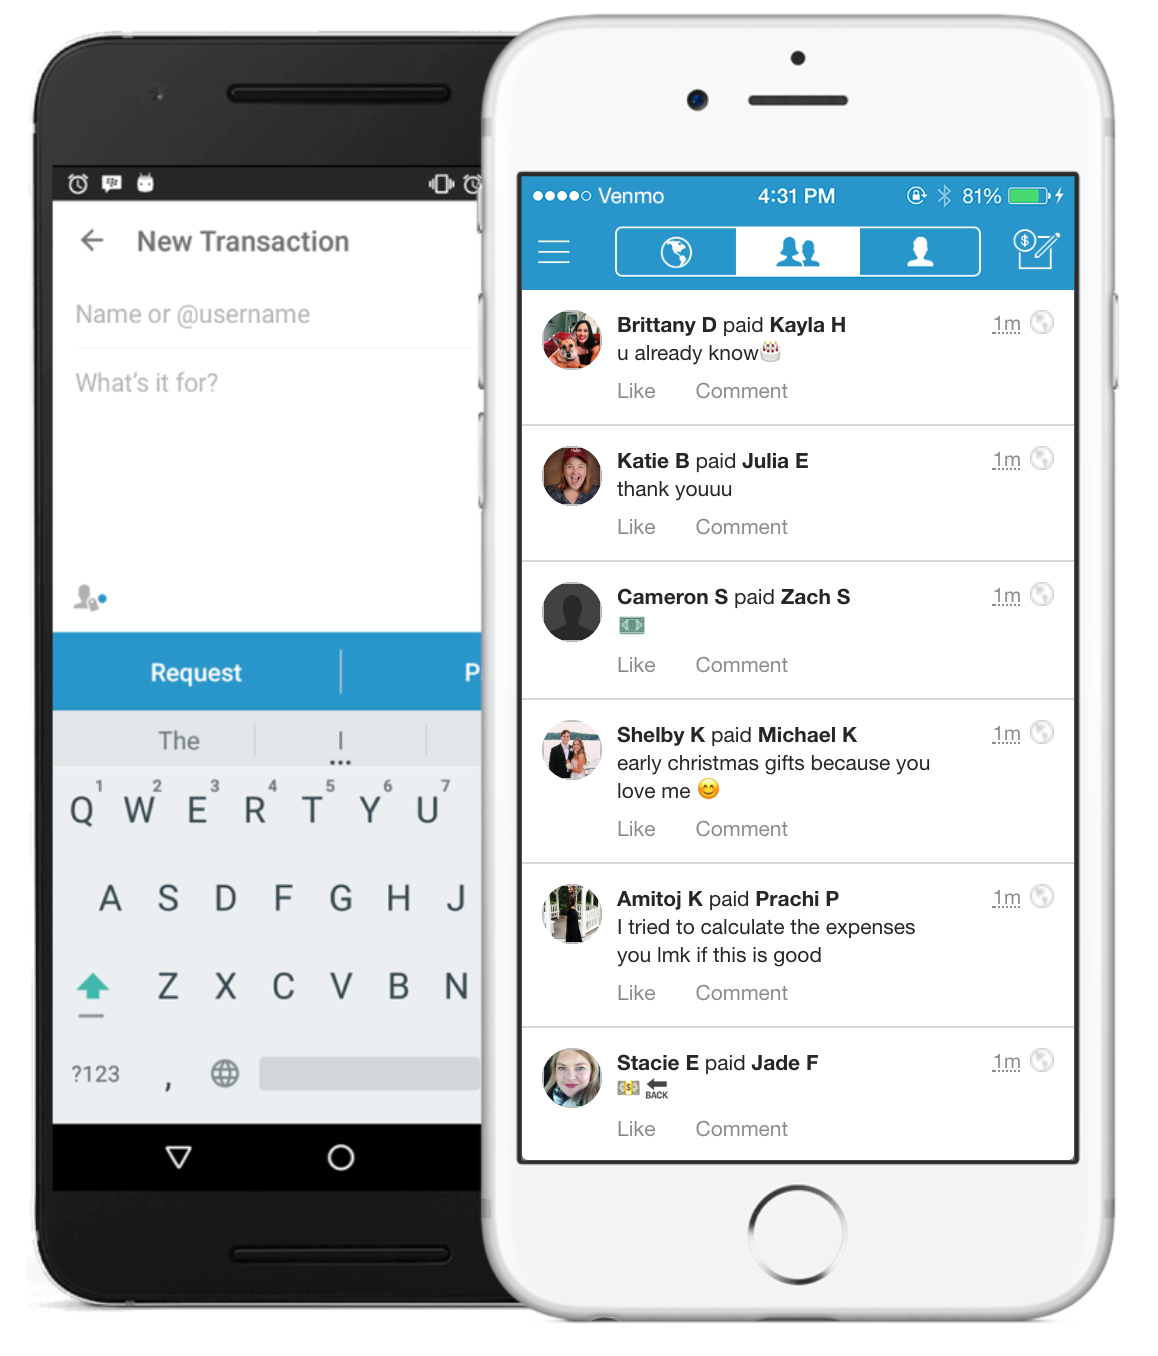 New Transaction
Name or @username
What's it for?
Request
P
The
I
1 2 3 4 5 6 7
Q W E R T Y U
A S D F G H J
Z X C V B N
?123 ,
Venmo 4:31 PM 81%
$
Brittany D paid Kayla H 1m
u already know🎂
Like Comment
Katie B paid Julia E 1m
thank youuu
Like Comment
Cameron S paid Zach S 1m
💵
Like Comment
Shelby K paid Michael K 1m
early christmas gifts because you
love me 😊
Like Comment
Amitoj K paid Prachi P 1m
I tried to calculate the expenses
you lmk if this is good
Like Comment
Stacie E paid Jade F 1m
💵 🔙
Like Comment